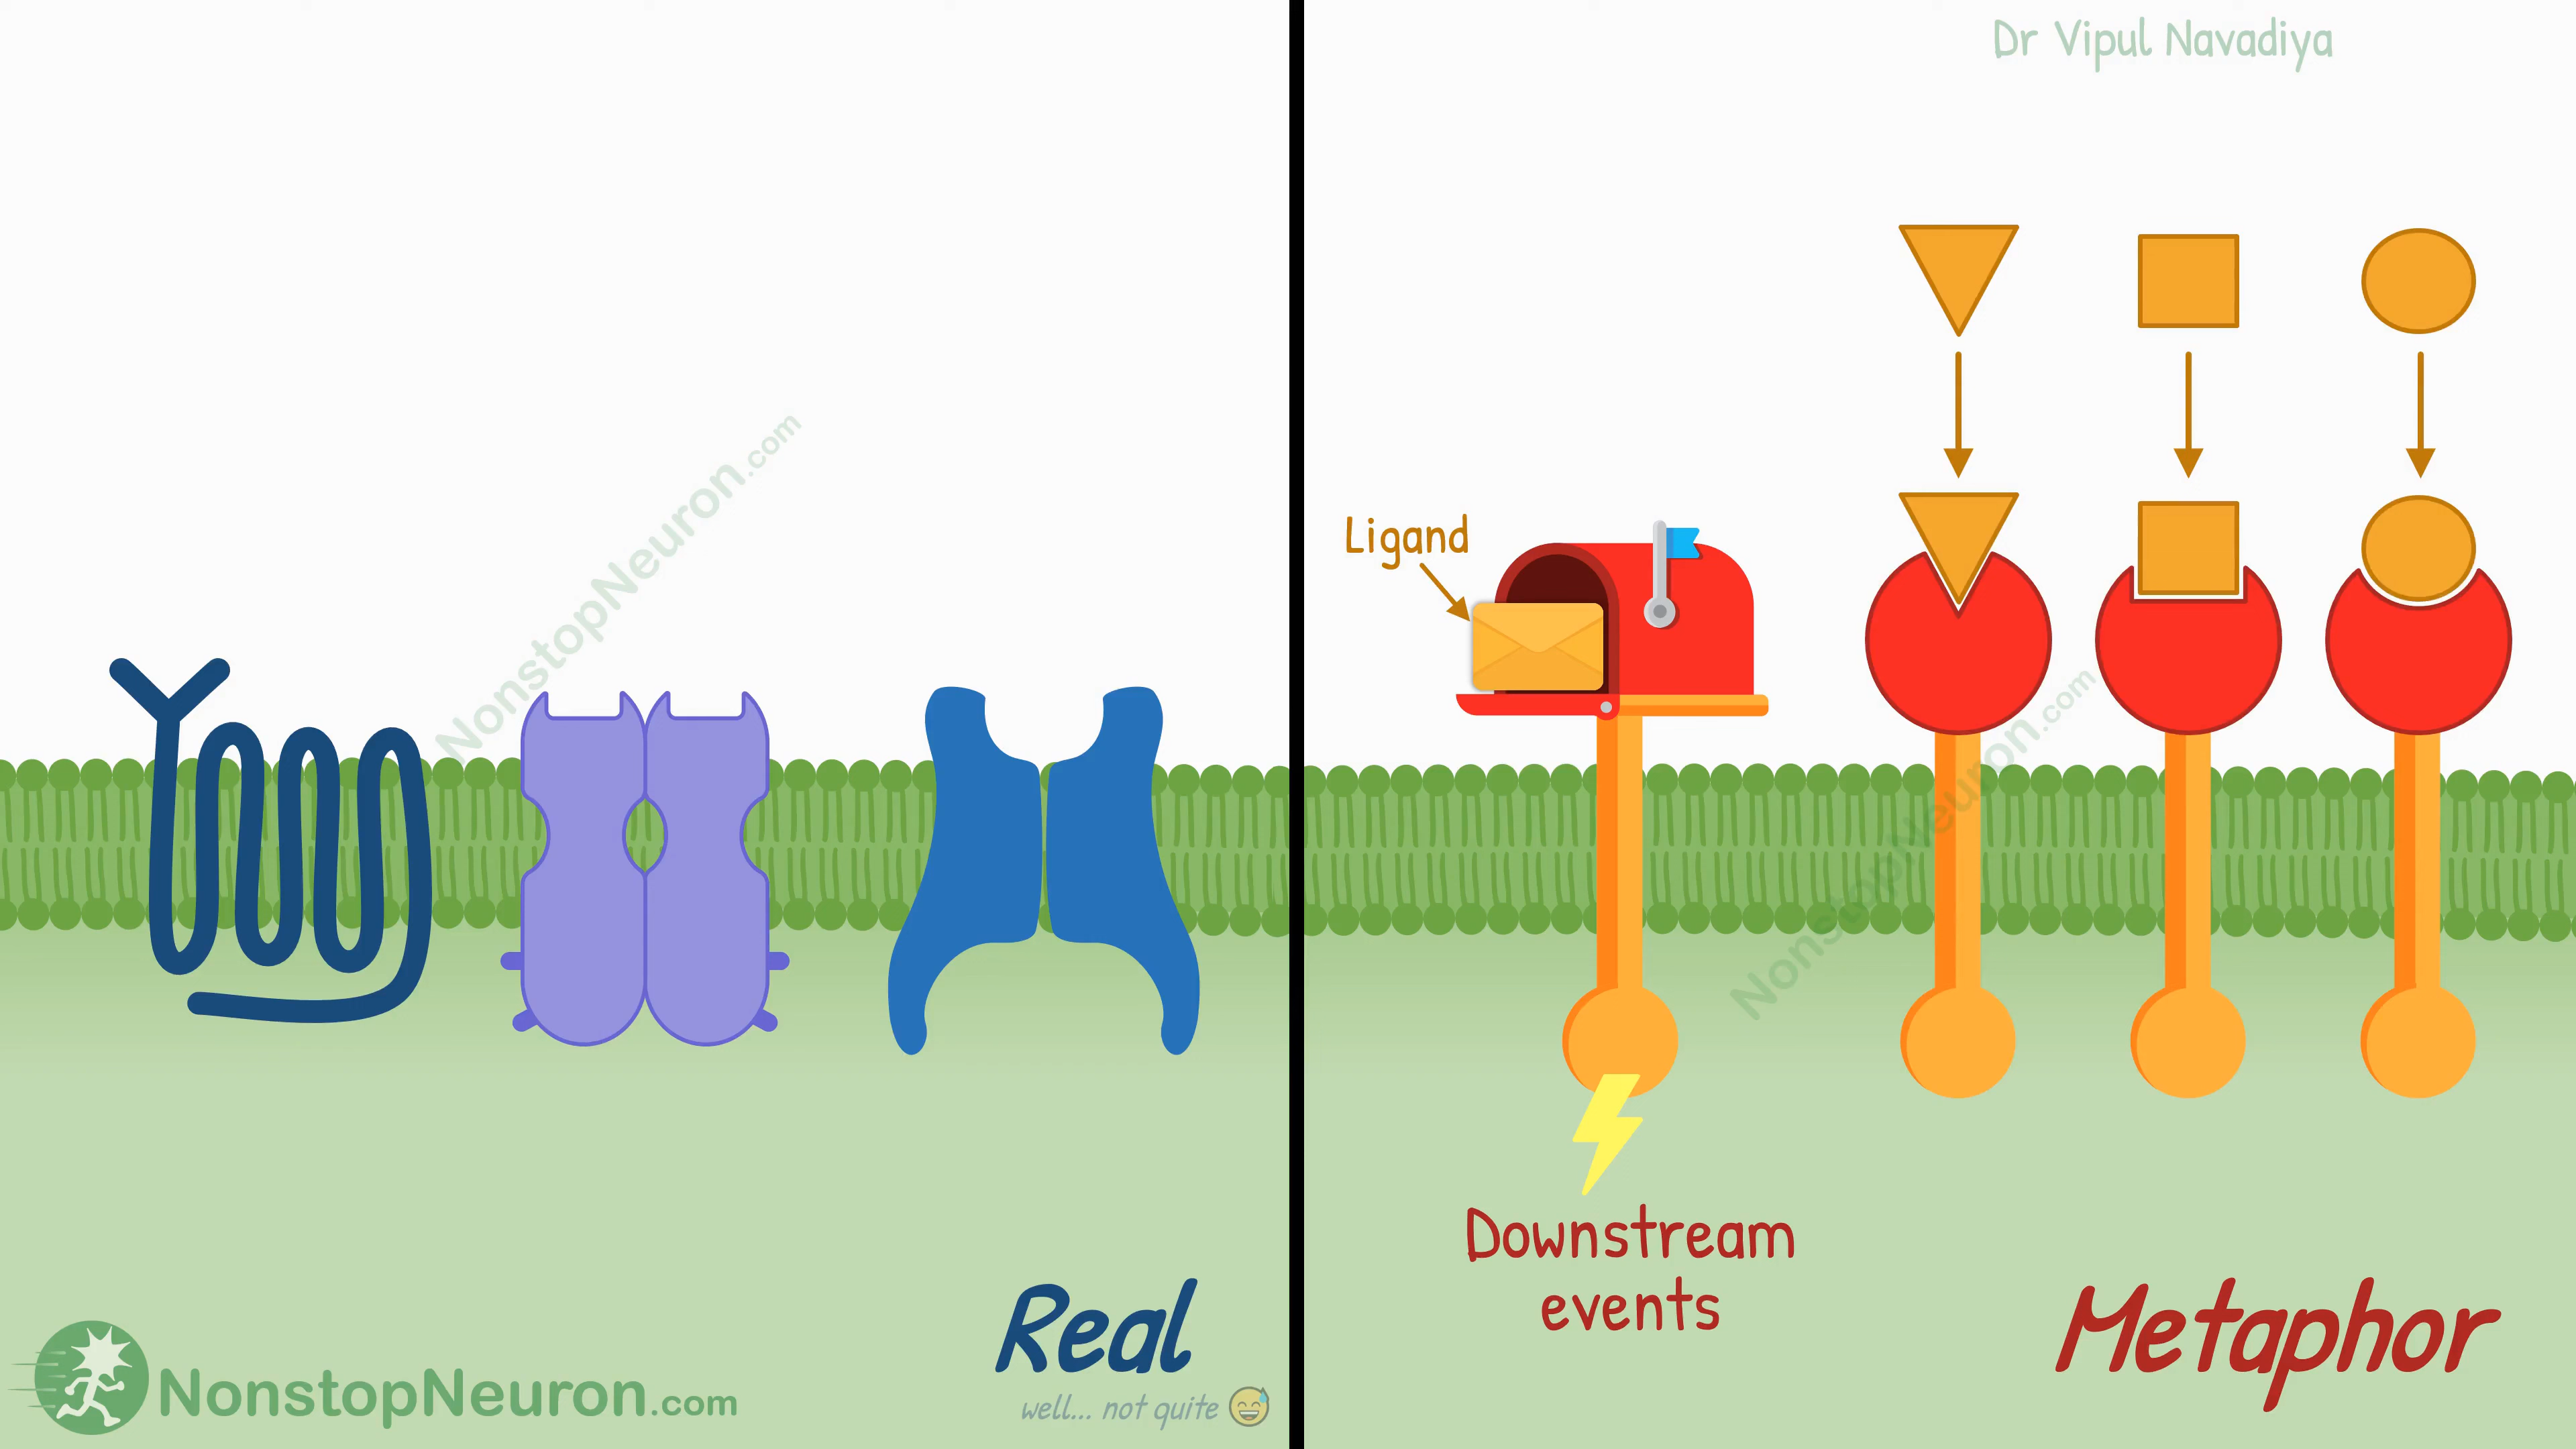 Dr Vipul Navadiya
NonstopNeuron.com
Ligand
NonstopNeuron.com
Downstream
events
Real
well... not quite
Metaphor
NonstopNeuron.com